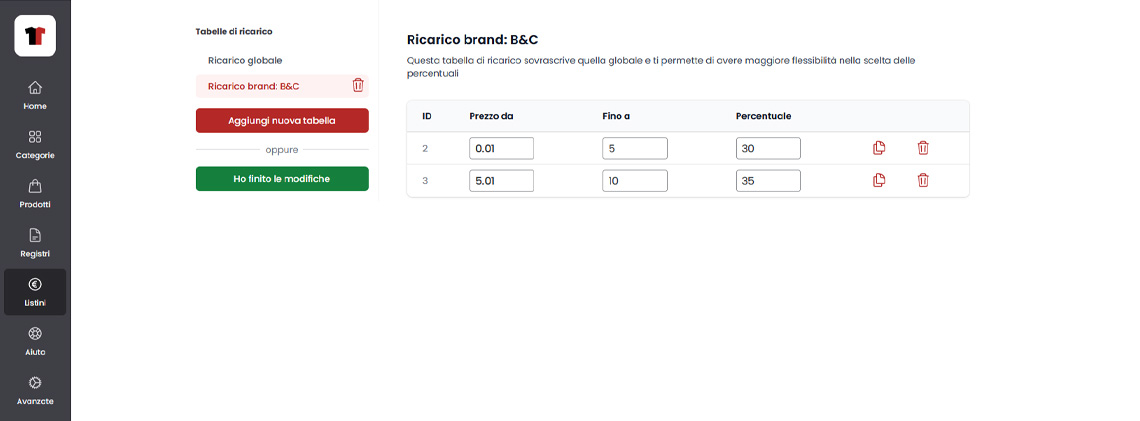 Home
Categorie
Prodotti
Registri
Listini
Aiuto
Avanzate
Tabelle di ricarico
Ricarico globale
Ricarico brand: B&C
Aggiungi nuova tabella
oppure
Ho finito le modifiche
Ricarico brand: B&C
Questa tabella di ricarico sovrascrive quella globale e ti permette di avere maggiore flessibilità nella scelta delle
percentuali
ID Prezzo da Fino a Percentuale
2 0.01 5 30
3 5.01 10 35